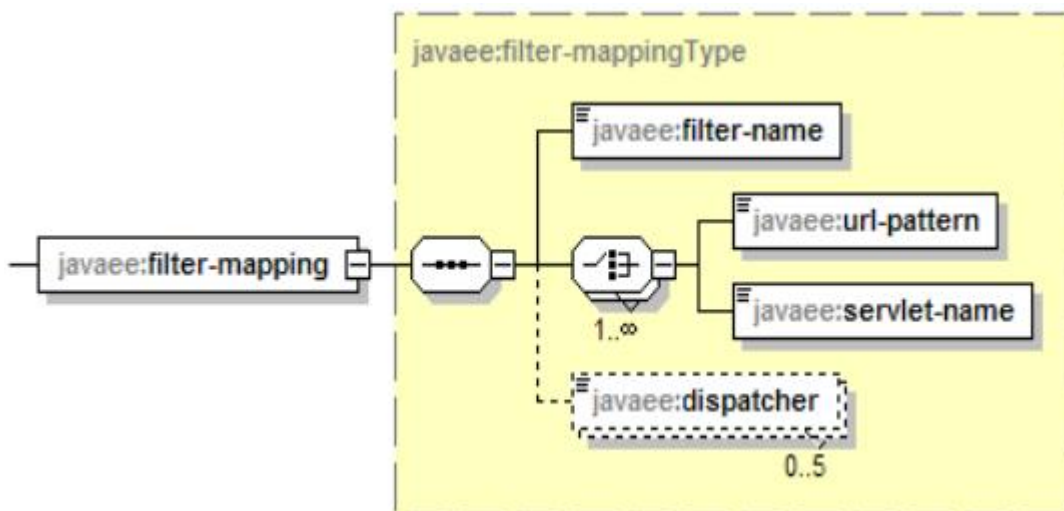 javaee:filter-mappingType
javaee:filter-name
javaee:url-pattern
javaee:filter-mapping
javaee:servlet-name
1..∞
javaee:dispatcher
0..5